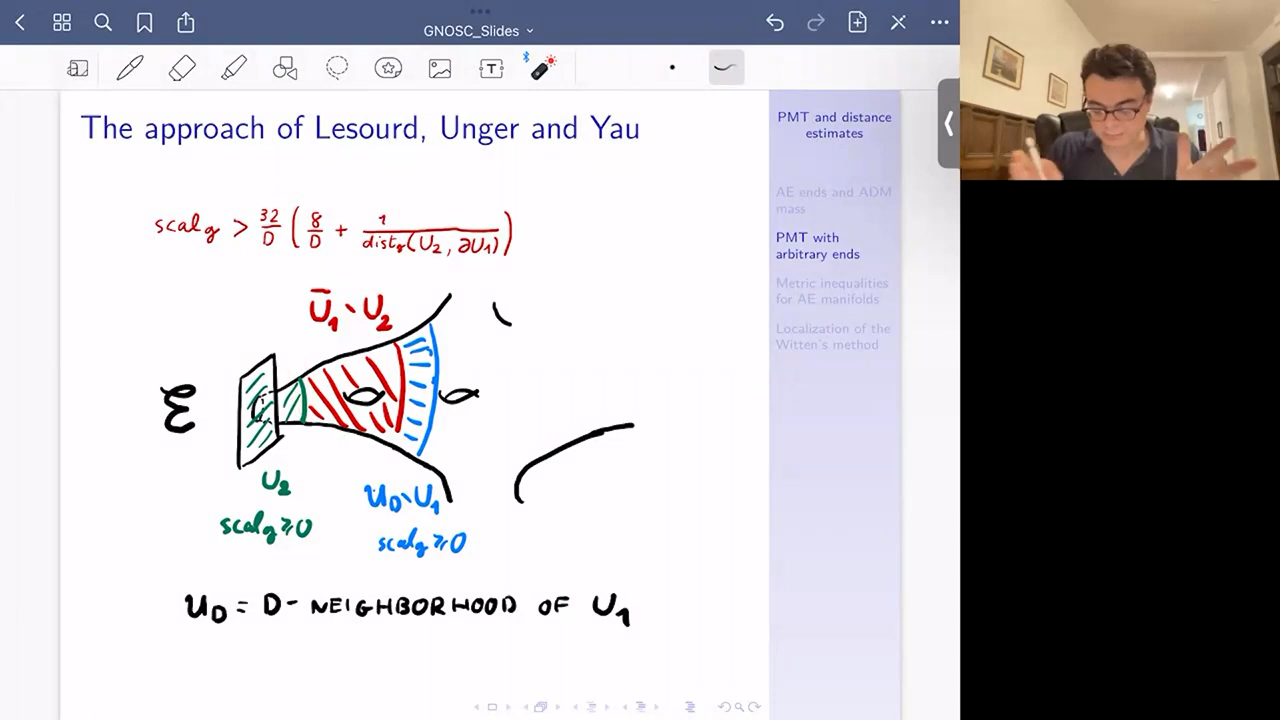 GNOSC_Slides
The approach of Lesourd, Unger and Yau
PMT and distance
estimates
AE ends and ADM
mass
PMT with
arbitrary ends
Metric inequalities
for AE manifolds
Localization of the
Witten's method
scal_g > 32/D ( 8/D + 1/dist_g(U_2, ∂U_1) )
Ū_1 \ U_2
ℰ
U_2
scal_g ≥ 0
U_D \ U_1
scal_g ≥ 0
U_D = D-NEIGHBORHOOD OF U_1